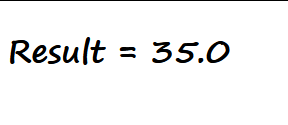 Result = 35.0